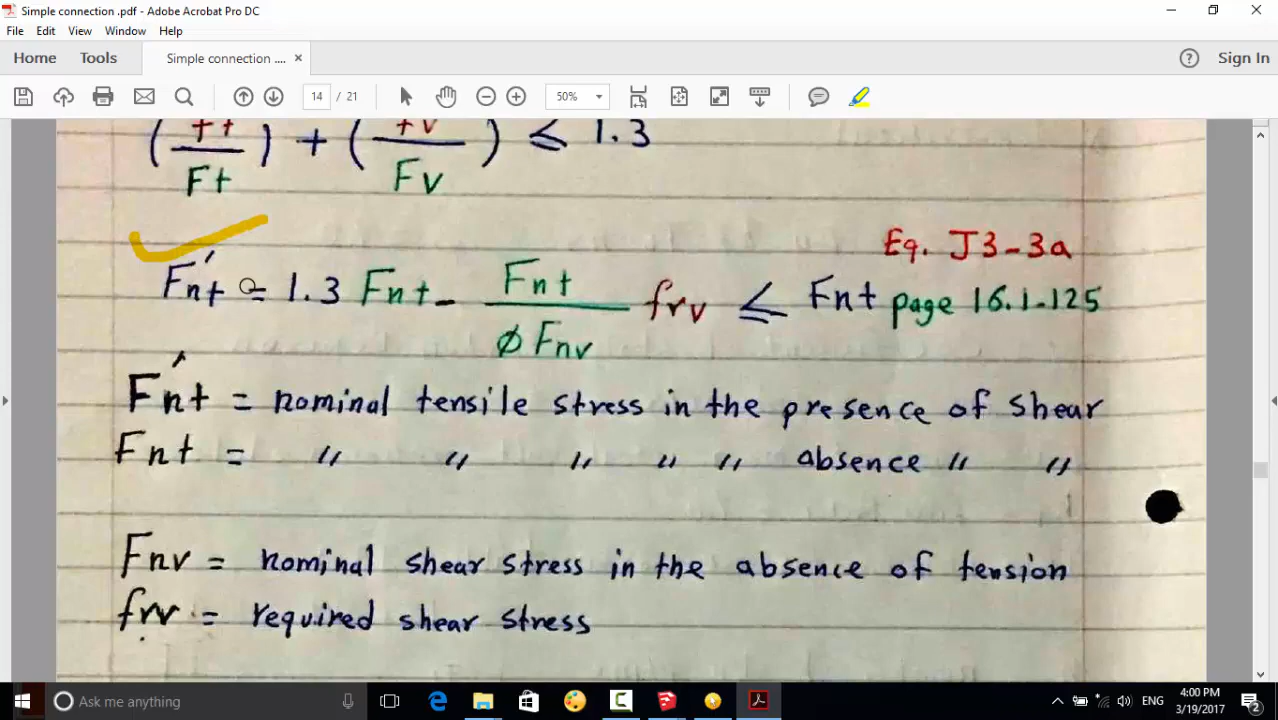 Simple connection .pdf - Adobe Acrobat Pro DC
File Edit View Window Help
Home Tools Simple connection .... × Sign In
14 / 21 50%
(ft/Ft) + (fv/Fv) ≤ 1.3
Eq. J3-3a
F'nt = 1.3 Fnt - Fnt/ØFnv frv ≤ Fnt page 16.1-125
F'nt = nominal tensile stress in the presence of shear
Fnt = " " " " " absence " "
Fnv = nominal shear stress in the absence of tension
frv = required shear stress
Ask me anything ENG 4:00 PM
3/19/2017 2